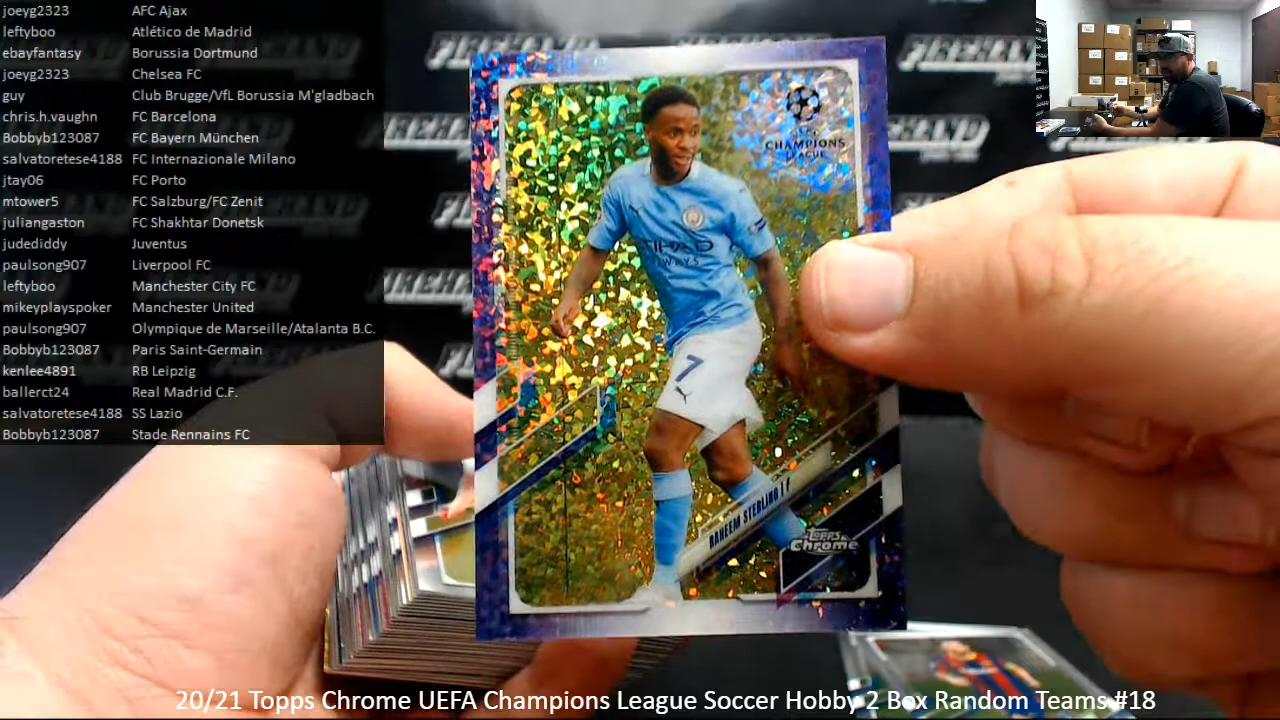 joeyg2323 AFC Ajax
leftyboo Atlético de Madrid
ebayfantasy Borussia Dortmund
joeyg2323 Chelsea FC
guy Club Brugge/VfL Borussia M'gladbach
chris.h.vaughn FC Barcelona
Bobbyb123087 FC Bayern München
salvatoretese4188 FC Internazionale Milano
jtay06 FC Porto
mtower5 FC Salzburg/FC Zenit
juliangaston FC Shakhtar Donetsk
judediddy Juventus
paulsong907 Liverpool FC
leftyboo Manchester City FC
mikeyplayspoker Manchester United
paulsong907 Olympique de Marseille/Atalanta B.C.
Bobbyb123087 Paris Saint-Germain
kenlee4891 RB Leipzig
ballerct24 Real Madrid C.F.
salvatoretese4188 SS Lazio
Bobbyb123087 Stade Rennains FC
CHAMPIONS
LEAGUE
7
RAHEEM STERLING | F
Topps
Chrome
20/21 Topps Chrome UEFA Champions League Soccer Hobby 2 Box Random Teams #18